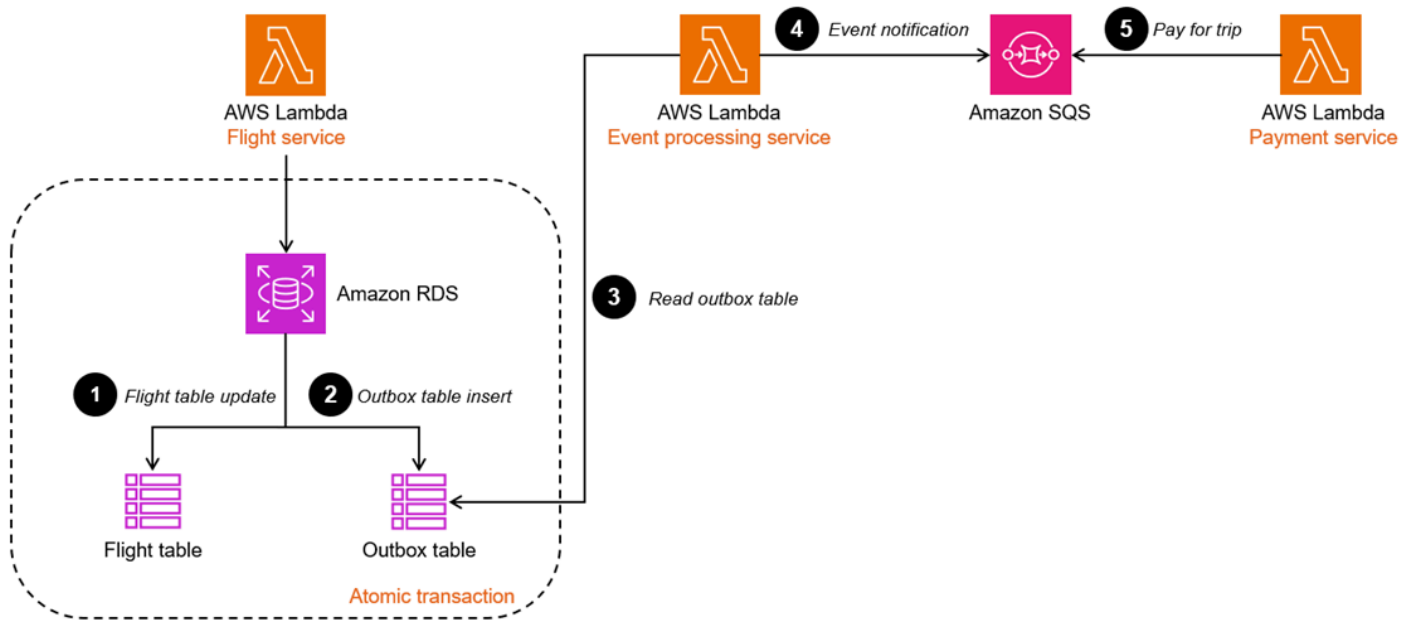 4 Event notification
5 Pay for trip
AWS Lambda
Flight service
AWS Lambda
Event processing service
Amazon SQS
AWS Lambda
Payment service
Amazon RDS
3 Read outbox table
1 Flight table update
2 Outbox table insert
Flight table
Outbox table
Atomic transaction